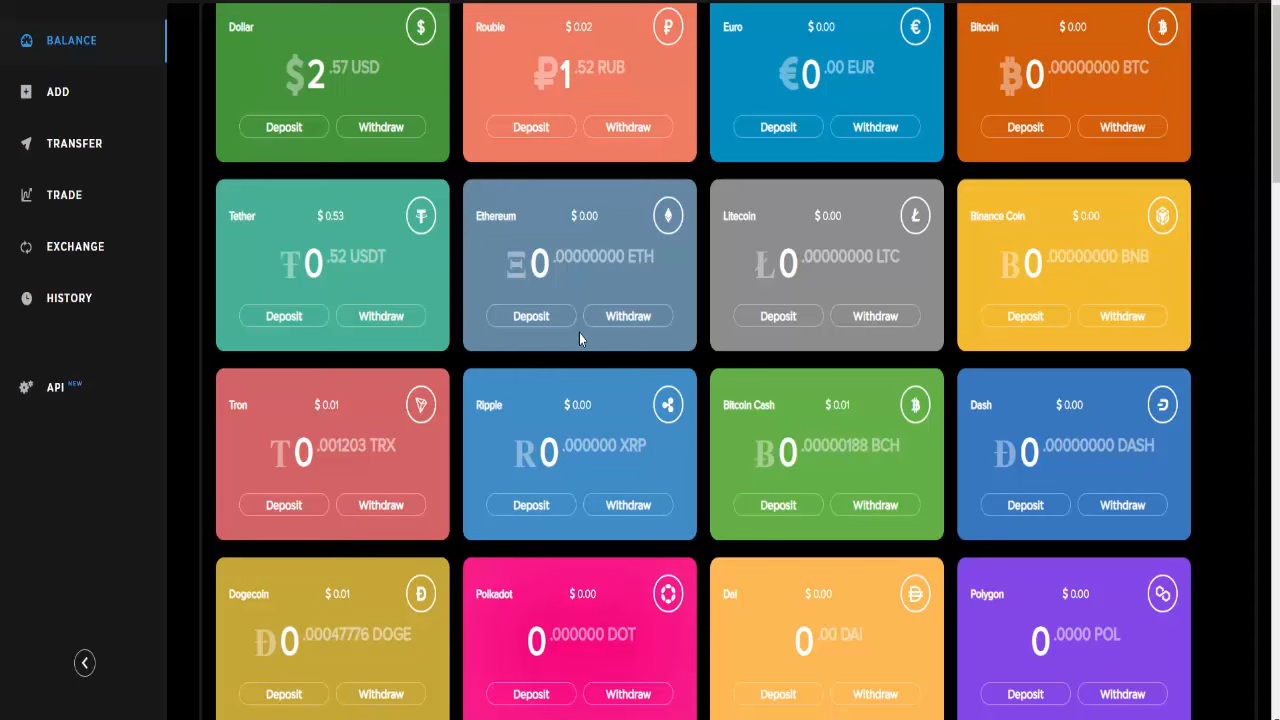 BALANCE
ADD
TRANSFER
TRADE
EXCHANGE
HISTORY
API NEW
Dollar $
$2.57 USD
Deposit Withdraw
Rouble $ 0.02 ₽
₽1.52 RUB
Deposit Withdraw
Euro $ 0.00 €
€0.00 EUR
Deposit Withdraw
Bitcoin $ 0.00 ₿
₿0.00000000 BTC
Deposit Withdraw
Tether $ 0.53 ₮
₮0.52 USDT
Deposit Withdraw
Ethereum $ 0.00
Ξ0.00000000 ETH
Deposit Withdraw
Litecoin $ 0.00 Ł
Ł0.00000000 LTC
Deposit Withdraw
Binance Coin $ 0.00
B0.00000000 BNB
Deposit Withdraw
Tron $ 0.01
T0.001203 TRX
Deposit Withdraw
Ripple $ 0.00
R0.000000 XRP
Deposit Withdraw
Bitcoin Cash $ 0.01 ₿
Ƀ0.00000188 BCH
Deposit Withdraw
Dash $ 0.00
Đ0.00000000 DASH
Deposit Withdraw
Dogecoin $ 0.01 Ð
Ð0.00047776 DOGE
Deposit Withdraw
Polkadot $ 0.00
0.000000 DOT
Deposit Withdraw
Dai $ 0.00
0.00 DAI
Deposit Withdraw
Polygon $ 0.00
0.0000 POL
Deposit Withdraw